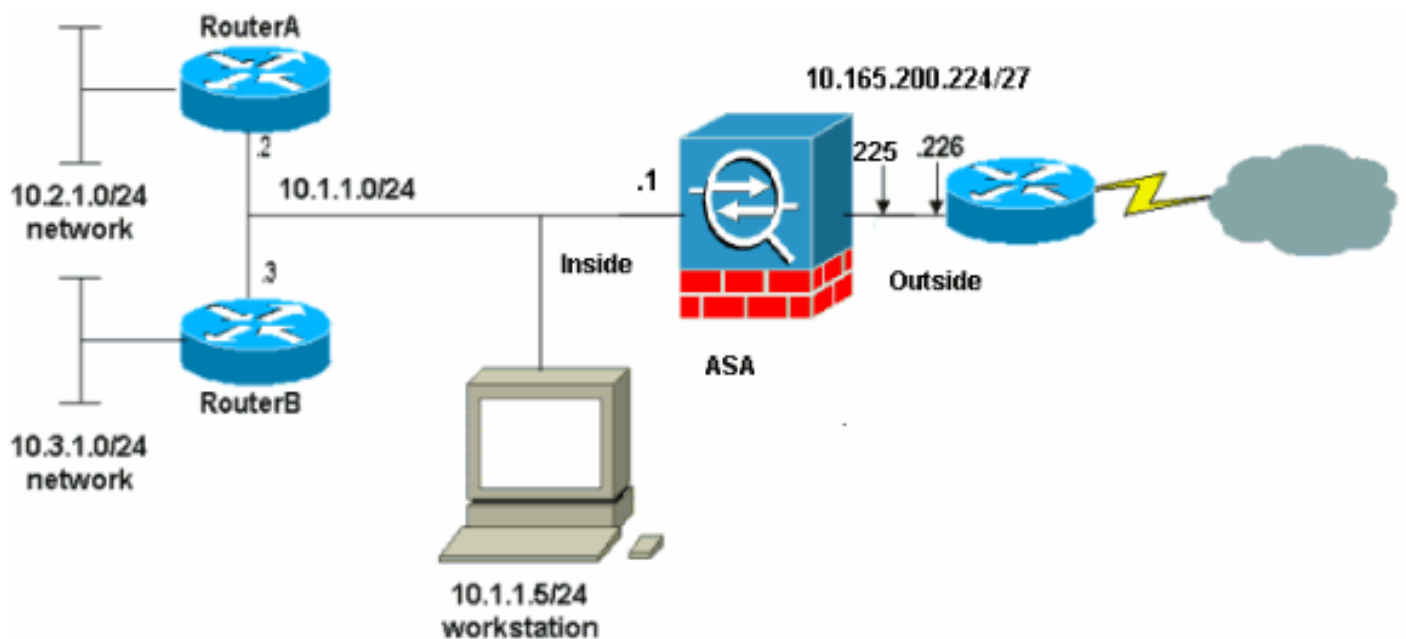 RouterA
10.165.200.224/27
.2
225
.226
10.2.1.0/24
network
10.1.1.0/24
.1
.3
Inside
Outside
ASA
RouterB
10.3.1.0/24
network
10.1.1.5/24
workstation